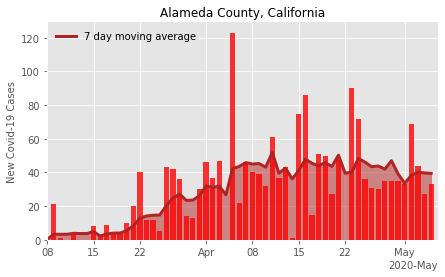 Alameda County, California
7 day moving average
New Covid-19 Cases
120
100
80
60
40
20
0
08 15 22 Apr 08 15 22 May
2020-May